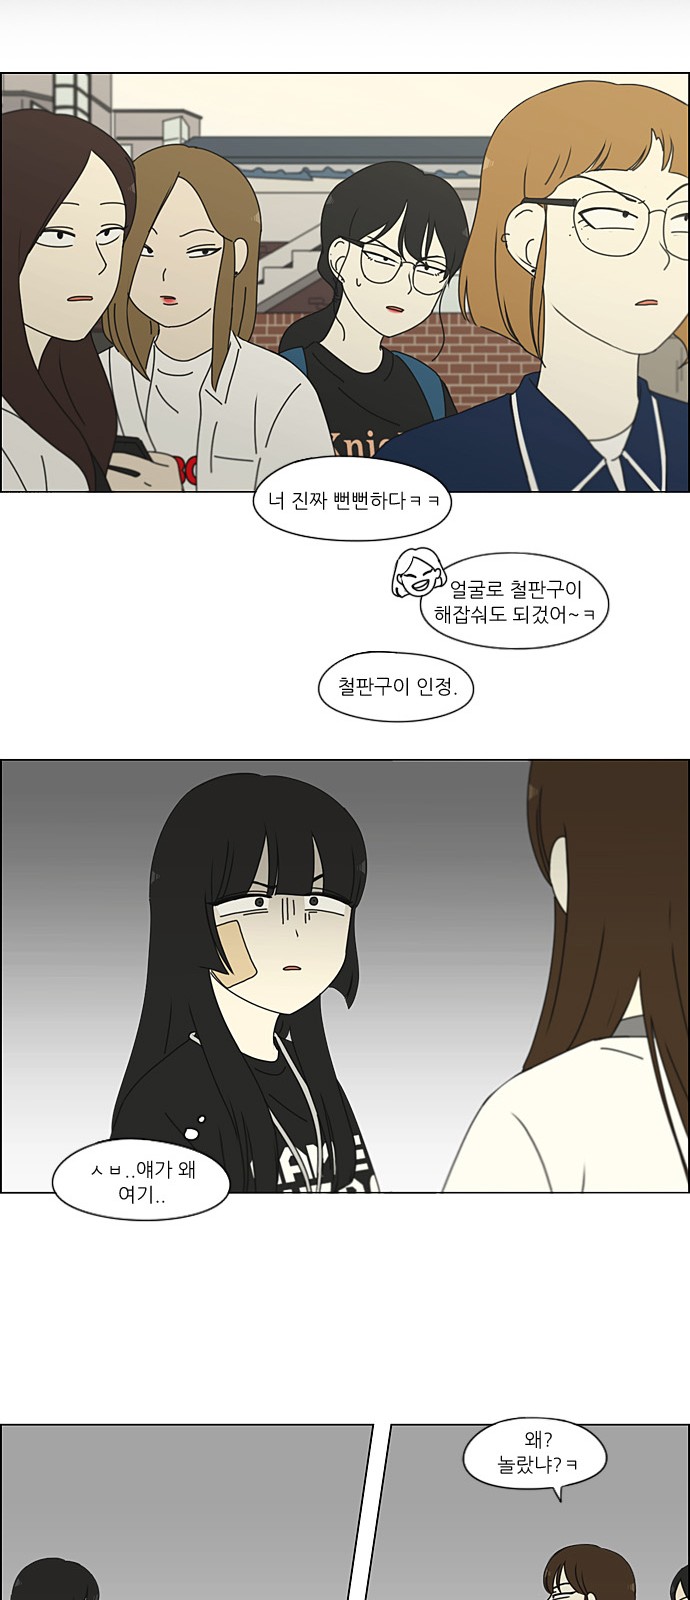 Knigh
너 진짜 뻔뻔하다ㅋㅋ
얼굴로 철판구이
해잡숴도 되겠어~ㅋ
철판구이 인정.
ㅅㅂ..얘가 왜
여기..
왜?
놀랐냐?ㅋ